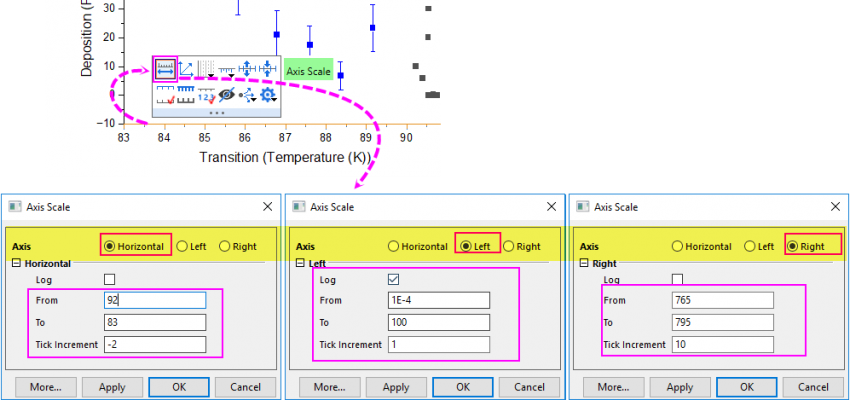 30
20
10
0
-10
Deposition (P
Axis Scale
1 2 3
83 84 85 86 87 88 89 90
Transition (Temperature (K))
Axis Scale
Axis Horizontal Left Right
Horizontal
Log
From 92
To 83
Tick Increment -2
More... Apply OK Cancel
Axis Scale
Axis Horizontal Left Right
Left
Log
From 1E-4
To 100
Tick Increment 1
More... Apply OK Cancel
Axis Scale
Axis Horizontal Left Right
Right
Log
From 765
To 795
Tick Increment 10
More... Apply OK Cancel